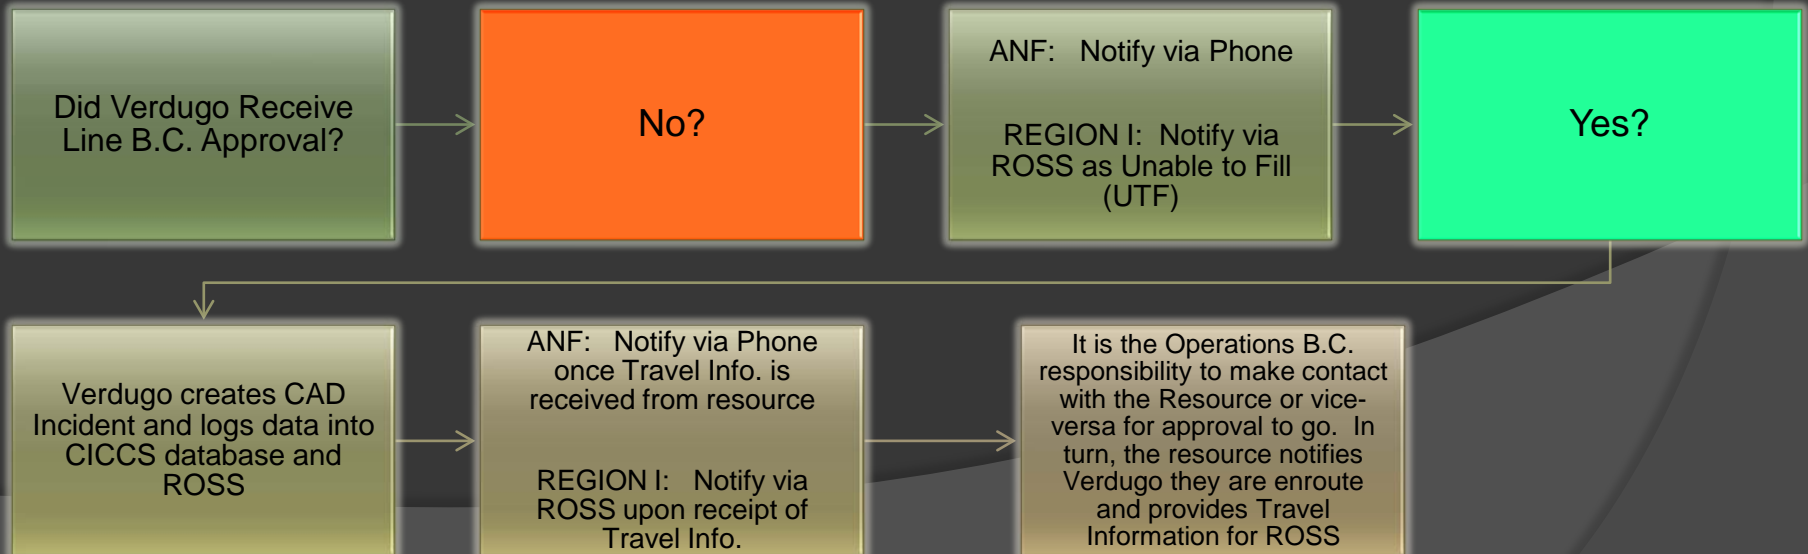 Did Verdugo Receive
Line B.C. Approval?
No?
ANF: Notify via Phone
REGION I: Notify via
ROSS as Unable to Fill
(UTF)
Yes?
Verdugo creates CAD
Incident and logs data into
CICCS database and
ROSS
ANF: Notify via Phone
once Travel Info. is
received from resource
REGION I: Notify via
ROSS upon receipt of
Travel Info.
It is the Operations B.C.
responsibility to make contact
with the Resource or vice-
versa for approval to go. In
turn, the resource notifies
Verdugo they are enroute
and provides Travel
Information for ROSS